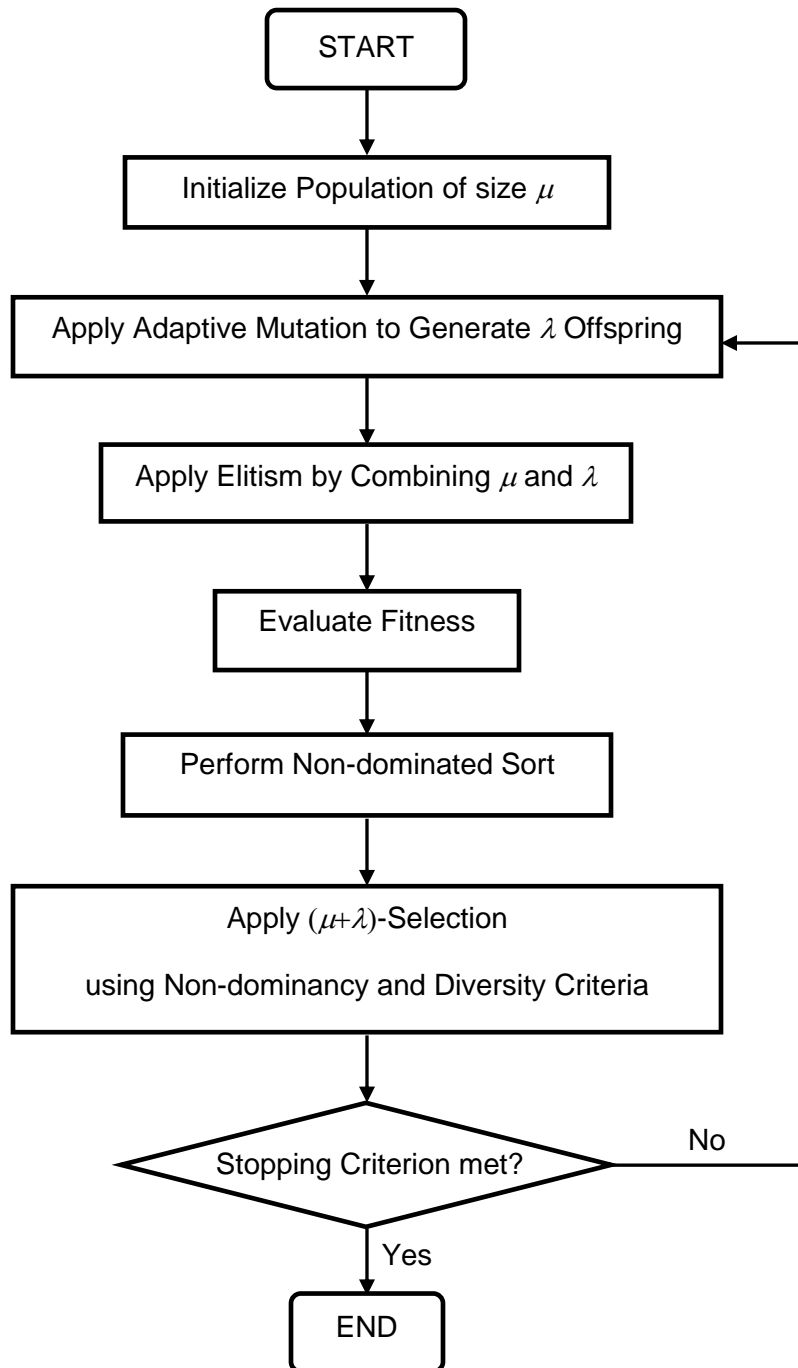 START
Initialize Population of size μ
Apply Adaptive Mutation to Generate λ Offspring
Apply Elitism by Combining μ and λ
Evaluate Fitness
Perform Non-dominated Sort
Apply (μ+λ)-Selection
using Non-dominancy and Diversity Criteria
Stopping Criterion met?
No
Yes
END